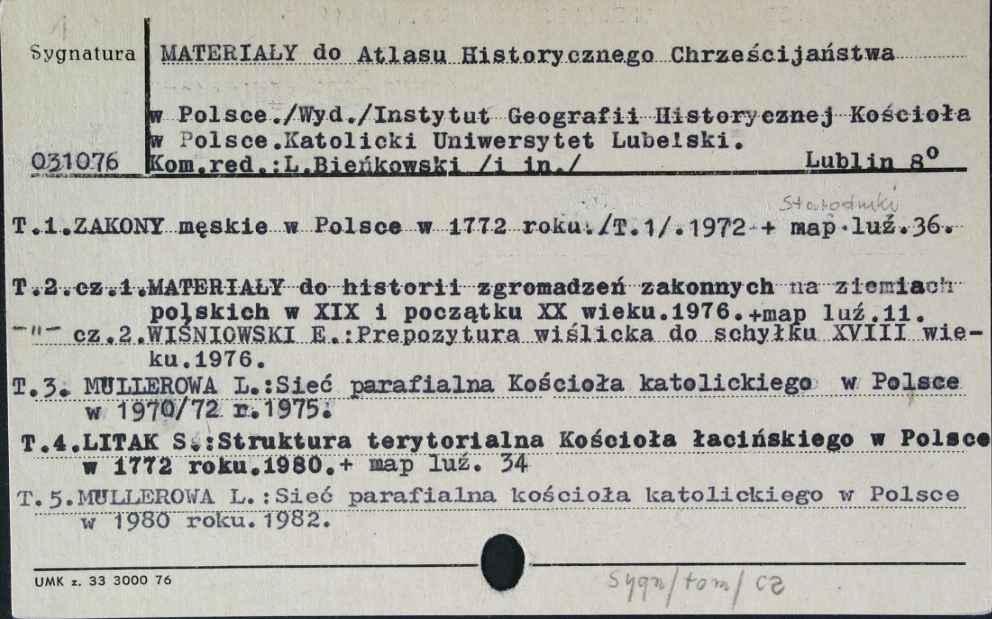 Sygnatura MATERIAŁY do Atlasu Historycznego Chrześcijaństwa
w Polsce./Wyd./Instytut Geografii Historycznej Kościoła
w Polsce.Katolicki Uniwersytet Lubelski.
031076 Kom.red.:L.Bieńkowski /i in./ Lublin 8º
T.1.ZAKONY męskie w Polsce w 1772 roku./T.1/.1972 + map luź.36.
T.2.cz.1.MATERIAŁY do historii zgromadzeń zakonnych na ziemiach
polskich w XIX i początku XX wieku.1976.+map luź.11.
-"- cz.2.WIŚNIOWSKI E.:Prepozytura wiślicka do schyłku XVIII wie-
ku.1976.
T.3. MULLEROWA L.:Sieć parafialna Kościoła katolickiego w Polsce
w 1970/72 r.1975.
T.4.LITAK S.:Struktura terytorialna Kościoła łacińskiego w Polsce
w 1772 roku.1980.+ map luź. 34
T.5.MULLEROWA L.:Sieć parafialna kościoła katolickiego w Polsce
w 1980 roku.1982.
UMK z. 33 3000 76
Sygn/tom/cz